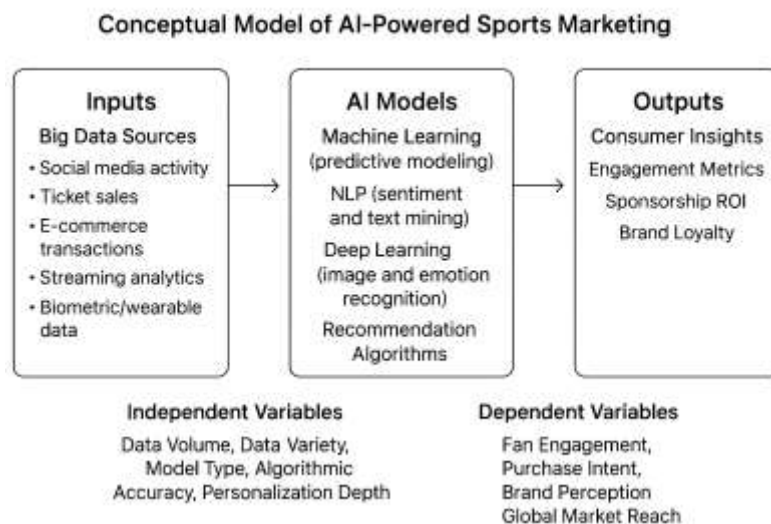 Conceptual Model of AI-Powered Sports Marketing
Inputs
Big Data Sources
• Social media activity
• Ticket sales
• E-commerce
transactions
• Streaming analytics
• Biometric/wearable
data
AI Models
Machine Learning
(predictive modeling)
NLP (sentiment
and text mining)
Deep Learning
(image and emotion
recognition)
Recommendation
Algorithms
Outputs
Consumer Insights
Engagement Metrics
Sponsorship ROI
Brand Loyalty
Independent Variables
Data Volume, Data Variety,
Model Type, Algorithmic
Accuracy, Personalization Depth
Dependent Variables
Fan Engagement,
Purchase Intent,
Brand Perception
Global Market Reach